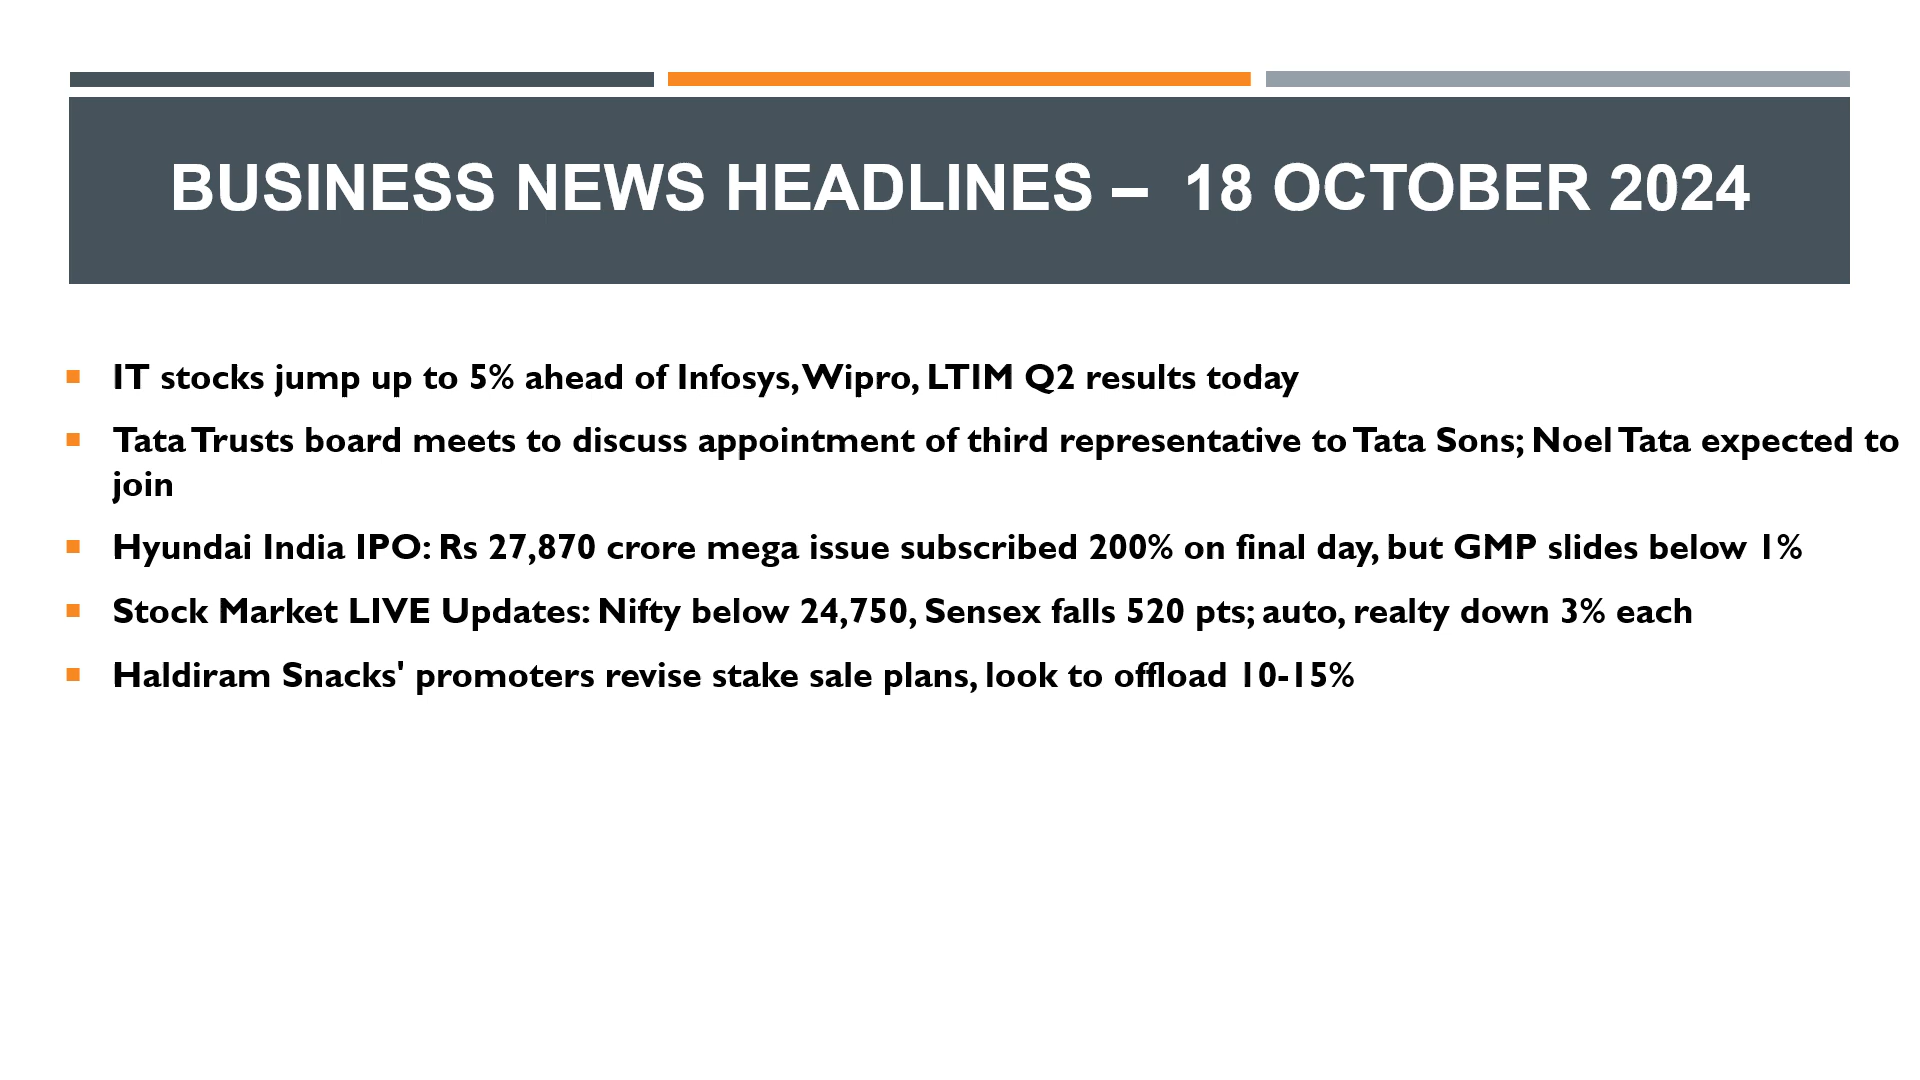 BUSINESS NEWS HEADLINES – 18 OCTOBER 2024
IT stocks jump up to 5% ahead of Infosys, Wipro, LTIM Q2 results today
Tata Trusts board meets to discuss appointment of third representative to Tata Sons; Noel Tata expected to
join
Hyundai India IPO: Rs 27,870 crore mega issue subscribed 200% on final day, but GMP slides below 1%
Stock Market LIVE Updates: Nifty below 24,750, Sensex falls 520 pts; auto, realty down 3% each
Haldiram Snacks' promoters revise stake sale plans, look to offload 10-15%